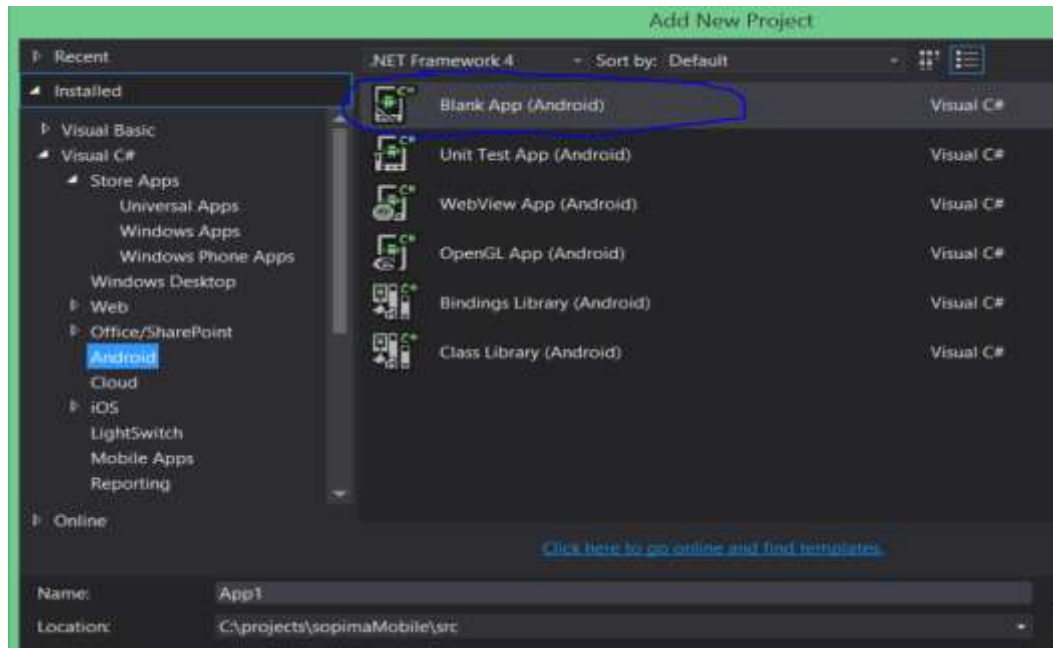 Add New Project
Recent
.NET Framework 4 Sort by: Default
Installed
Visual Basic
Visual C#
Store Apps
Universal Apps
Windows Apps
Windows Phone Apps
Windows Desktop
Web
Office/SharePoint
Android
Cloud
iOS
LightSwitch
Mobile Apps
Reporting
Online
Blank App (Android) Visual C#
Unit Test App (Android) Visual C#
WebView App (Android) Visual C#
OpenGL App (Android) Visual C#
Bindings Library (Android) Visual C#
Class Library (Android) Visual C#
Click here to go online and find templates.
Name: App1
Location: C:\projects\sopimaMobile\src